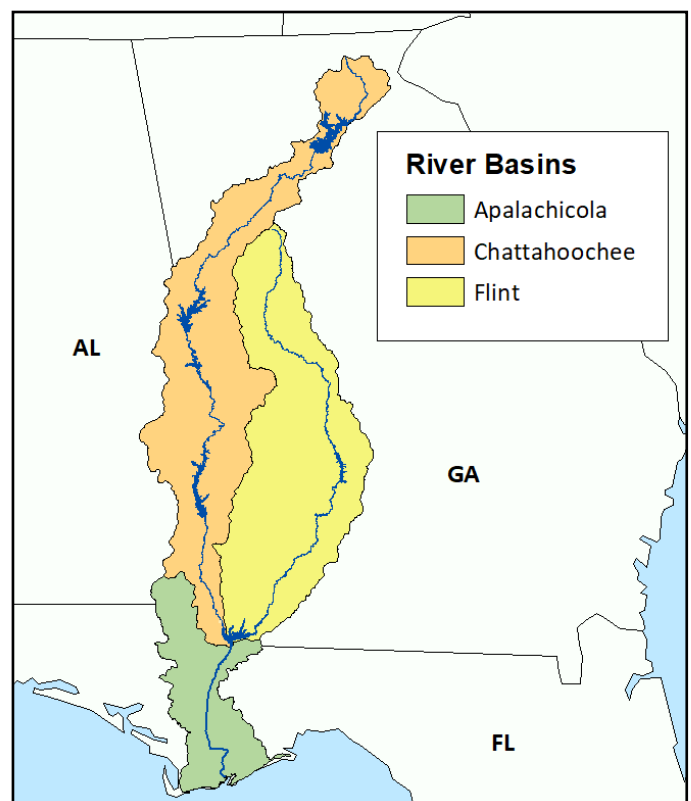 River Basins
Apalachicola
Chattahoochee
Flint
AL
GA
FL